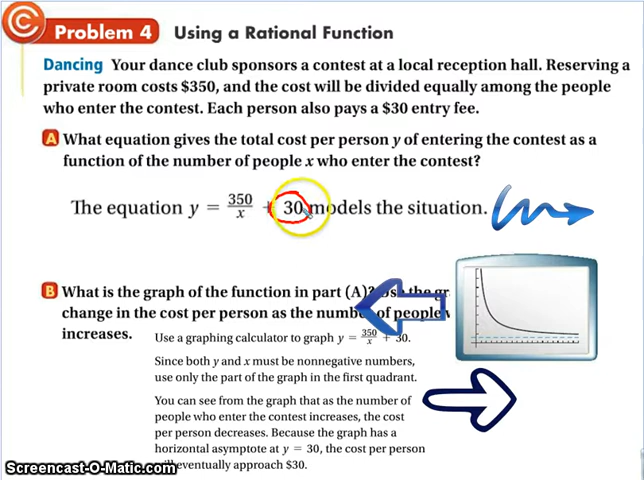 C Problem 4 Using a Rational Function
Dancing Your dance club sponsors a contest at a local reception hall. Reserving a
private room costs $350, and the cost will be divided equally among the people
who enter the contest. Each person also pays a $30 entry fee.
A What equation gives the total cost per person y of entering the contest as a
function of the number of people x who enter the contest?
The equation y = 350/x + 30 models the situation.
B What is the graph of the function in part (A)? Use the
change in the cost per person as the number of people
increases.
Use a graphing calculator to graph y = 350/x + 30.
Since both y and x must be nonnegative numbers,
use only the part of the graph in the first quadrant.
You can see from the graph that as the number of
people who enter the contest increases, the cost
per person decreases. Because the graph has a
horizontal asymptote at y = 30, the cost per person
will eventually approach $30.
Screencast-O-Matic.com